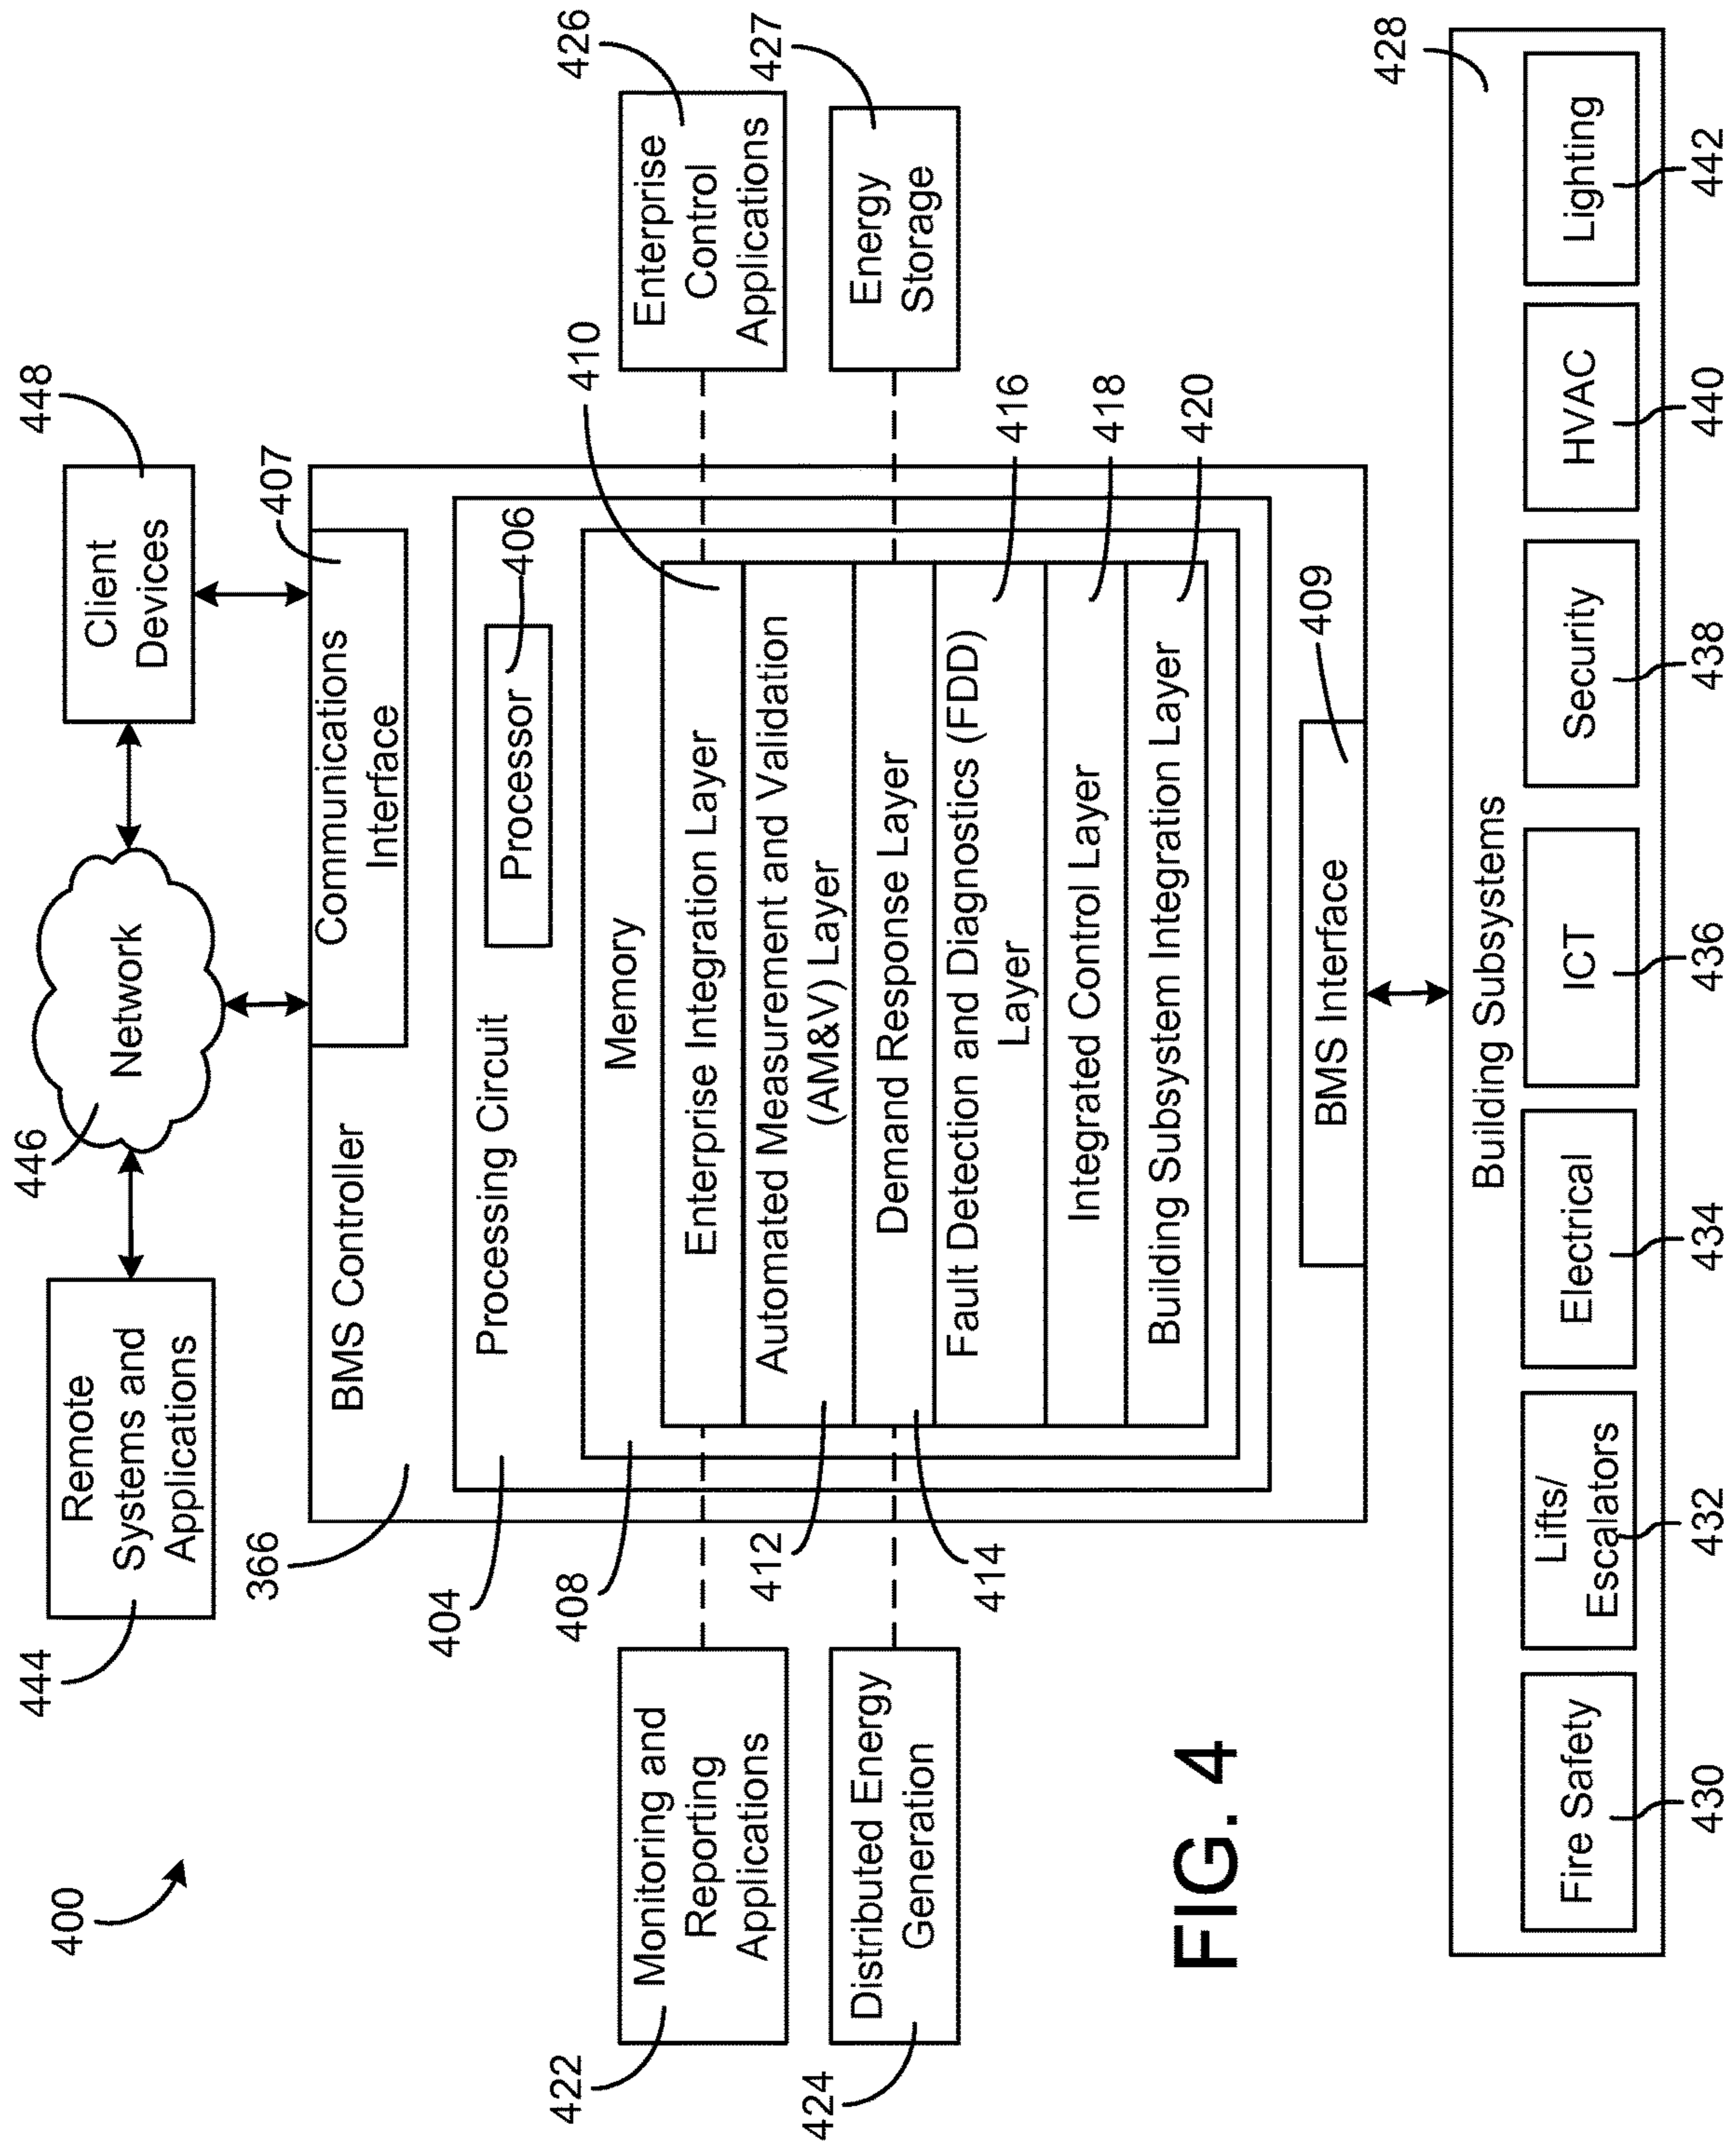 400
444
Remote
Systems and
Applications
446
Network
448
Client
Devices
366
BMS Controller
407
Communications
Interface
404
Processing Circuit
Processor
406
408
Memory
410
Enterprise Integration Layer
Automated Measurement and Validation
(AM&V) Layer
412
Demand Response Layer
414
Fault Detection and Diagnostics (FDD)
Layer
416
Integrated Control Layer
418
Building Subsystem Integration Layer
420
422
Monitoring and
Reporting
Applications
424
Distributed Energy
Generation
426
Enterprise
Control
Applications
427
Energy
Storage
BMS Interface
409
FIG. 4
428
Building Subsystems
Fire Safety
Lifts/
Escalators
Electrical
ICT
Security
HVAC
Lighting
430
432
434
436
438
440
442